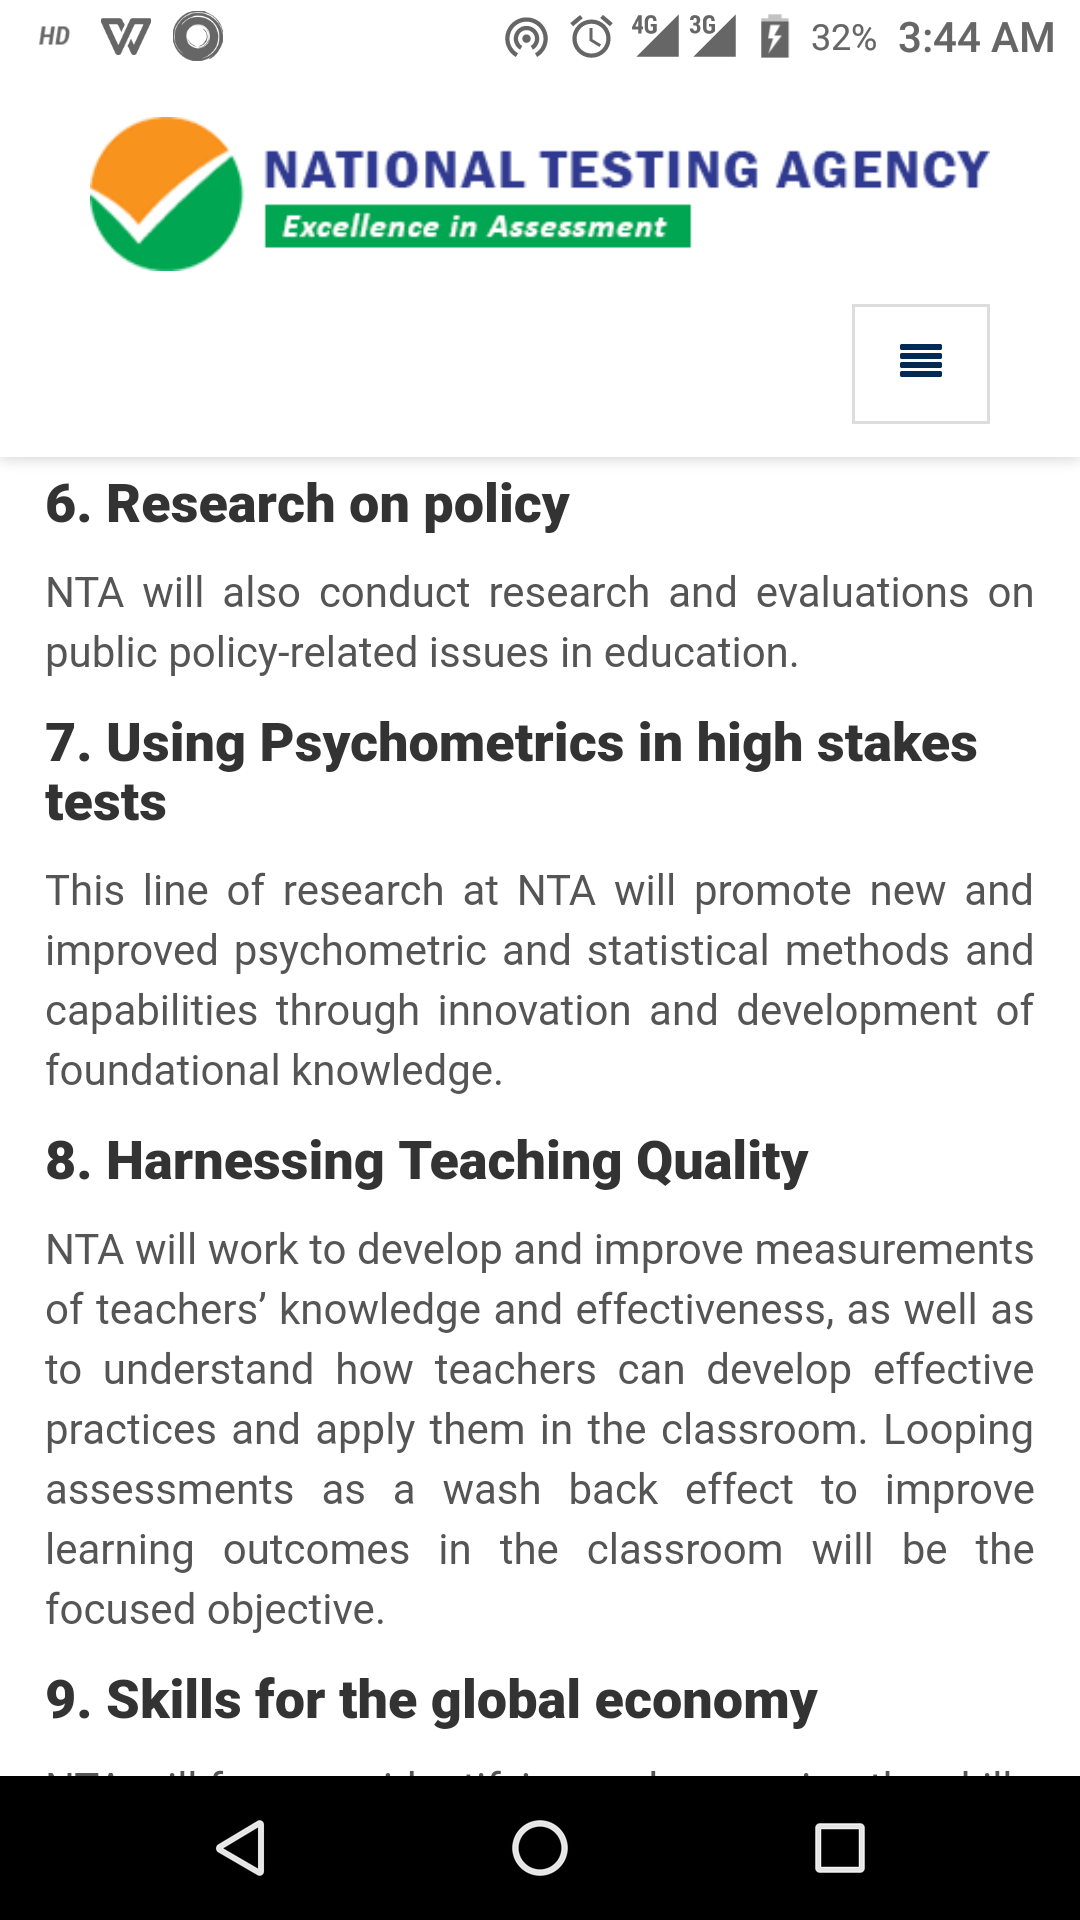 HD 4G 3G 32% 3:44 AM
NATIONAL TESTING AGENCY
Excellence in Assessment
6. Research on policy
NTA will also conduct research and evaluations on
public policy-related issues in education.
7. Using Psychometrics in high stakes
tests
This line of research at NTA will promote new and
improved psychometric and statistical methods and
capabilities through innovation and development of
foundational knowledge.
8. Harnessing Teaching Quality
NTA will work to develop and improve measurements
of teachers’ knowledge and effectiveness, as well as
to understand how teachers can develop effective
practices and apply them in the classroom. Looping
assessments as a wash back effect to improve
learning outcomes in the classroom will be the
focused objective.
9. Skills for the global economy